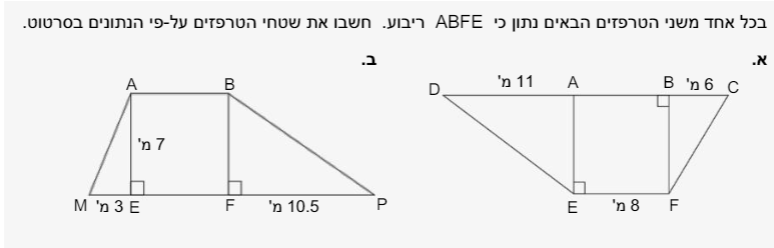 בכל אחד משני הטרפזים הבאים נתון כי ABFE ריבוע. חשבו את שטחי הטרפזים על-פי הנתונים בסרטוט.
א.
D 11 מ' A B 6 מ' C
E 8 מ' F
ב.
A B
7 מ'
M 3 מ' E F 10.5 מ' P